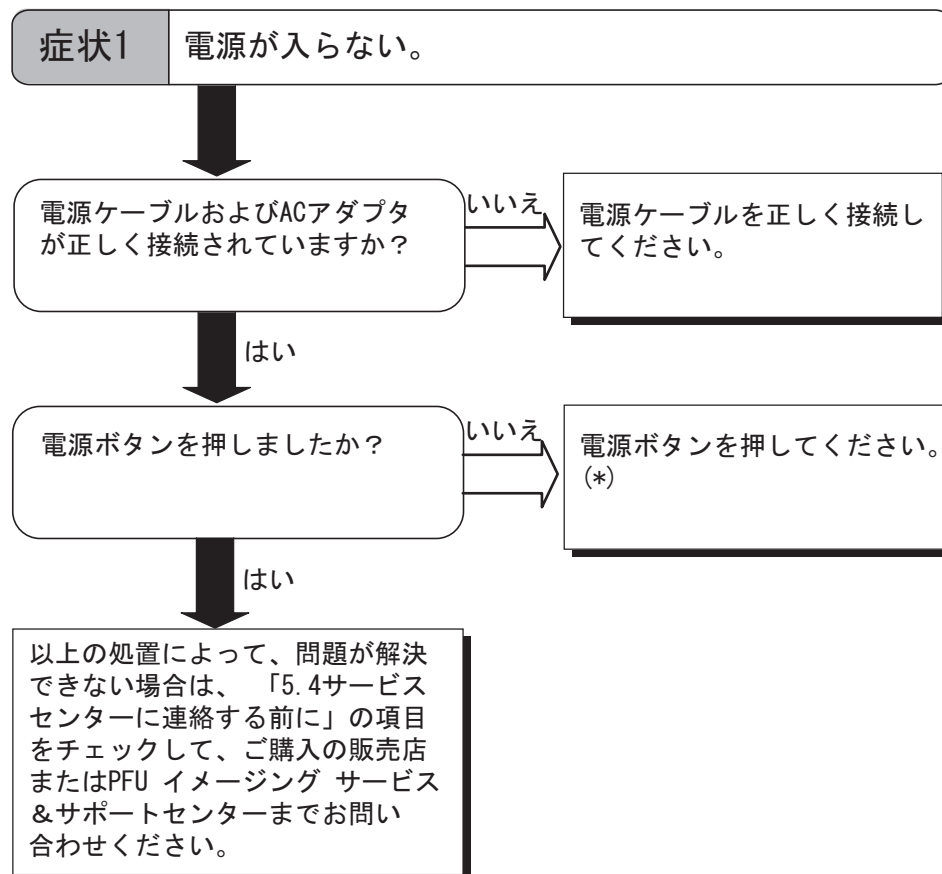 症状1
電源が入らない。
電源ケーブルおよびACアダプタ
が正しく接続されていますか？
いいえ
電源ケーブルを正しく接続し
てください。
はい
電源ボタンを押しましたか？
いいえ
電源ボタンを押してください。
(*)
はい
以上の処置によって、問題が解決
できない場合は、 「5.4サービス
センターに連絡する前に」の項目
をチェックして、ご購入の販売店
またはPFU イメージング サービス
＆サポートセンターまでお問い
合わせください。